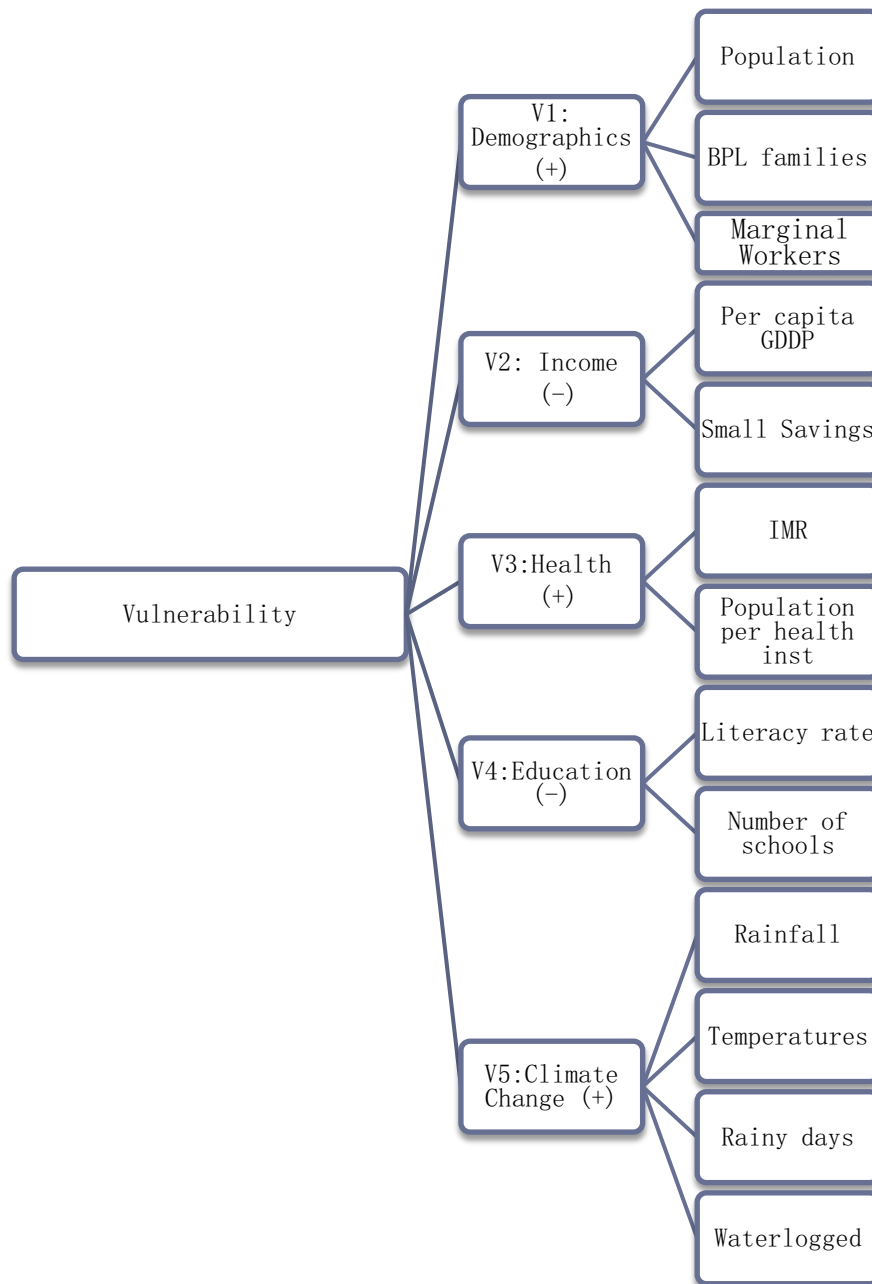 Vulnerability
V1:
Demographics
(+)
Population
BPL families
Marginal
Workers
V2: Income
(−)
Per capita
GDDP
Small Savings
V3:Health
(+)
IMR
Population
per health
inst
V4:Education
(−)
Literacy rate
Number of
schools
V5:Climate
Change (+)
Rainfall
Temperatures
Rainy days
Waterlogged